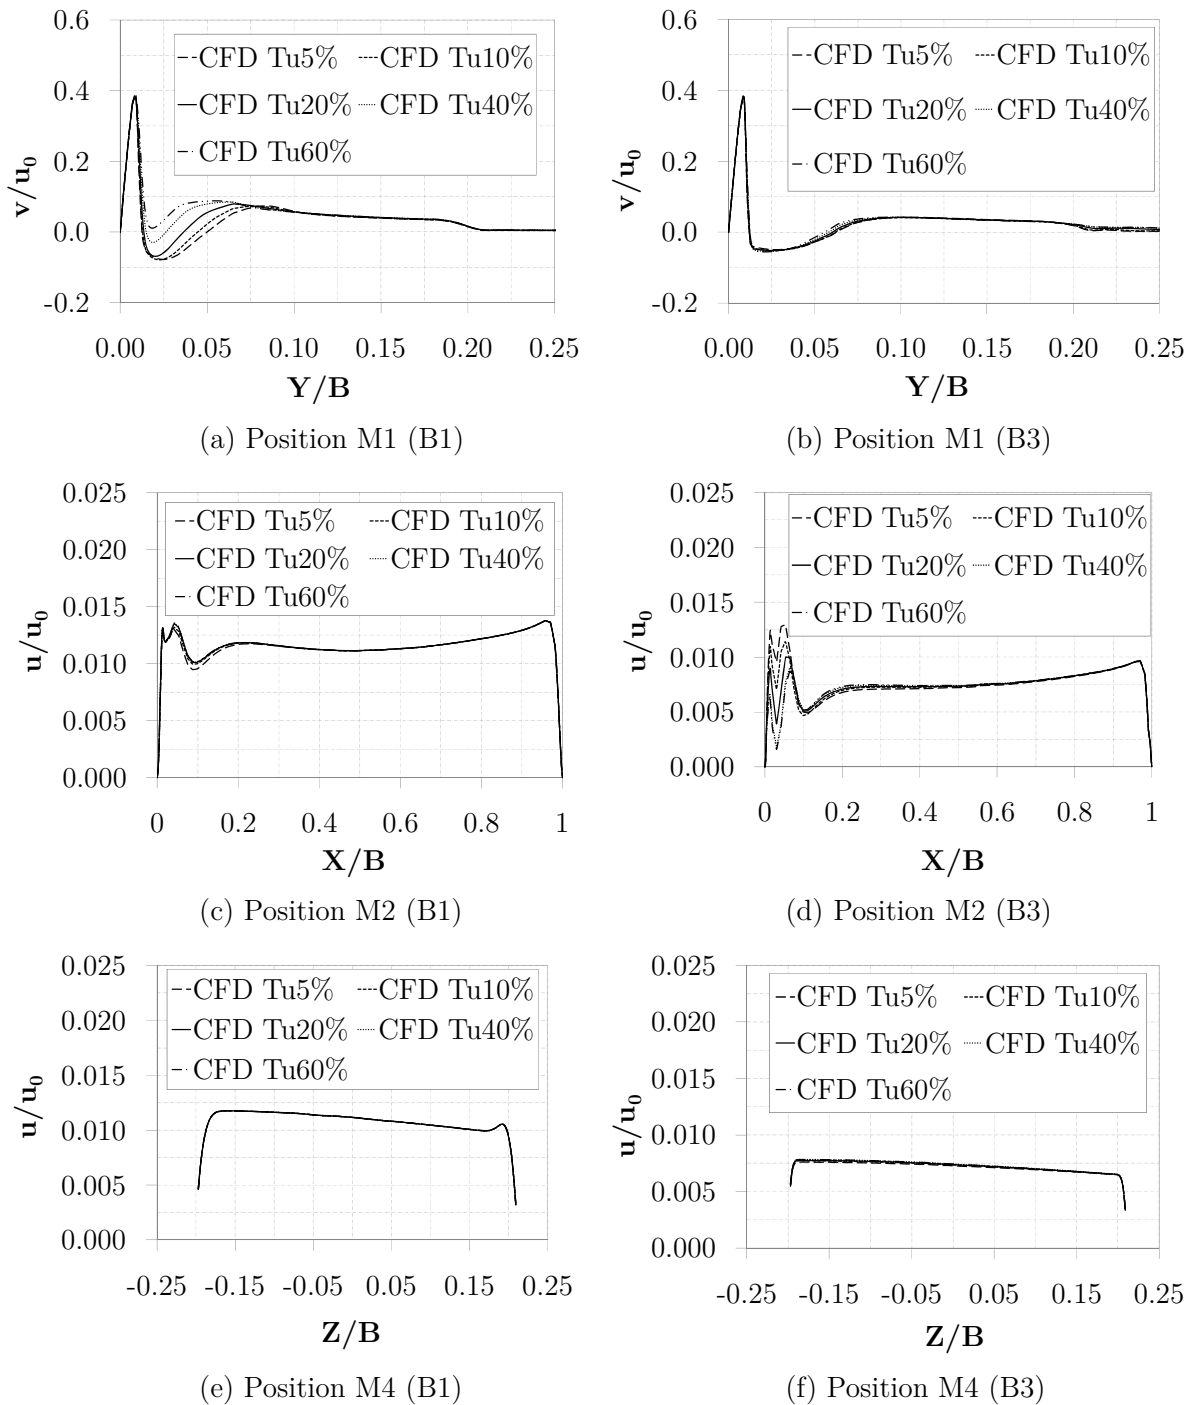 0.6
0.4
0.2
0.0
-0.2
v/u0
CFD Tu5% CFD Tu10%
CFD Tu20% CFD Tu40%
CFD Tu60%
0.00 0.05 0.10 0.15 0.20 0.25
Y/B
(a) Position M1 (B1)
0.6
0.4
0.2
0.0
-0.2
v/u0
CFD Tu5% CFD Tu10%
CFD Tu20% CFD Tu40%
CFD Tu60%
0.00 0.05 0.10 0.15 0.20 0.25
Y/B
(b) Position M1 (B3)
0.025
0.020
0.015
0.010
0.005
0.000
u/u0
CFD Tu5% CFD Tu10%
CFD Tu20% CFD Tu40%
CFD Tu60%
0 0.2 0.4 0.6 0.8 1
X/B
(c) Position M2 (B1)
0.025
0.020
0.015
0.010
0.005
0.000
u/u0
CFD Tu5% CFD Tu10%
CFD Tu20% CFD Tu40%
CFD Tu60%
0 0.2 0.4 0.6 0.8 1
X/B
(d) Position M2 (B3)
0.025
0.020
0.015
0.010
0.005
0.000
u/u0
CFD Tu5% CFD Tu10%
CFD Tu20% CFD Tu40%
CFD Tu60%
-0.25 -0.15 -0.05 0.05 0.15 0.25
Z/B
(e) Position M4 (B1)
0.025
0.020
0.015
0.010
0.005
0.000
u/u0
CFD Tu5% CFD Tu10%
CFD Tu20% CFD Tu40%
CFD Tu60%
-0.25 -0.15 -0.05 0.05 0.15 0.25
Z/B
(f) Position M4 (B3)